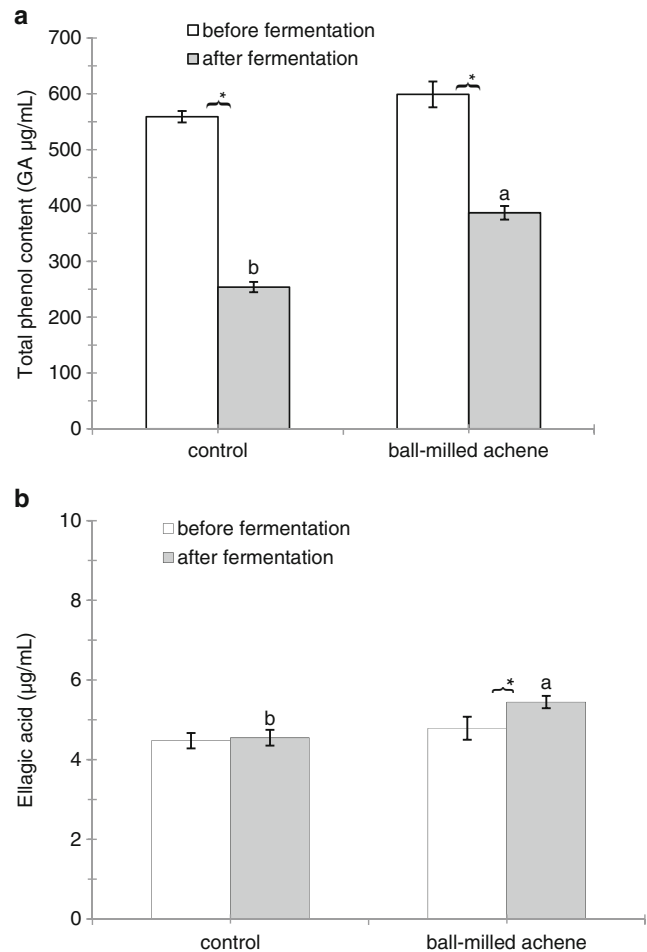 a
before fermentation
after fermentation
Total phenol content (GA µg/mL)
700
600
500
400
300
200
100
0
*
*
b
a
control
ball-milled achene
b
before fermentation
after fermentation
Ellagic acid (µg/mL)
10
8
6
4
2
0
b
*
a
control
ball-milled achene